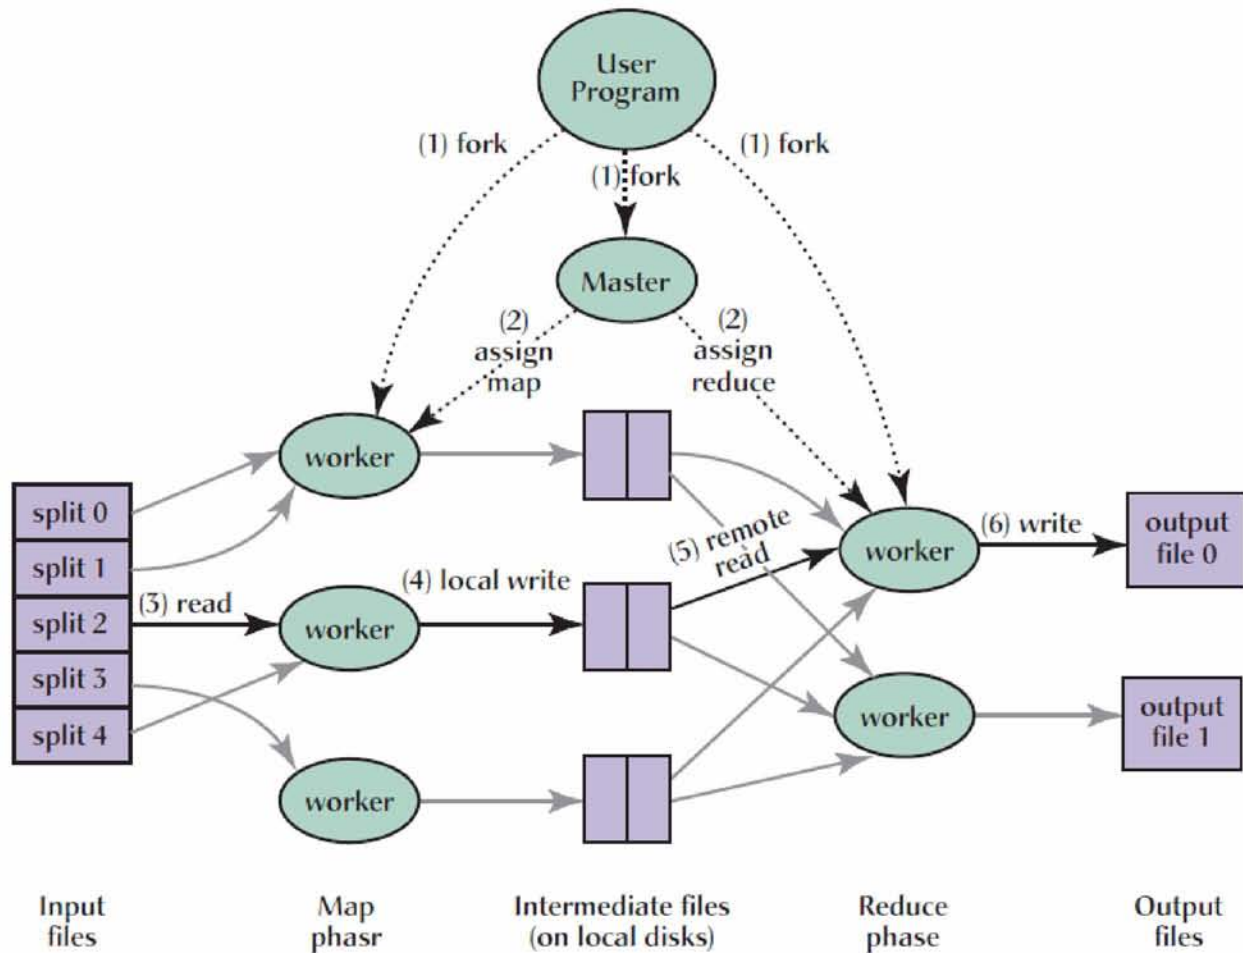 User
Program
(1) fork
(1) fork
(1) fork
Master
(2)
assign
map
(2)
assign
reduce
worker
split 0
split 1
split 2
split 3
split 4
(3) read
worker
(4) local write
(5) remote
read
worker
(6) write
output
file 0
worker
output
file 1
worker
Input
files
Map
phasr
Intermediate files
(on local disks)
Reduce
phase
Output
files